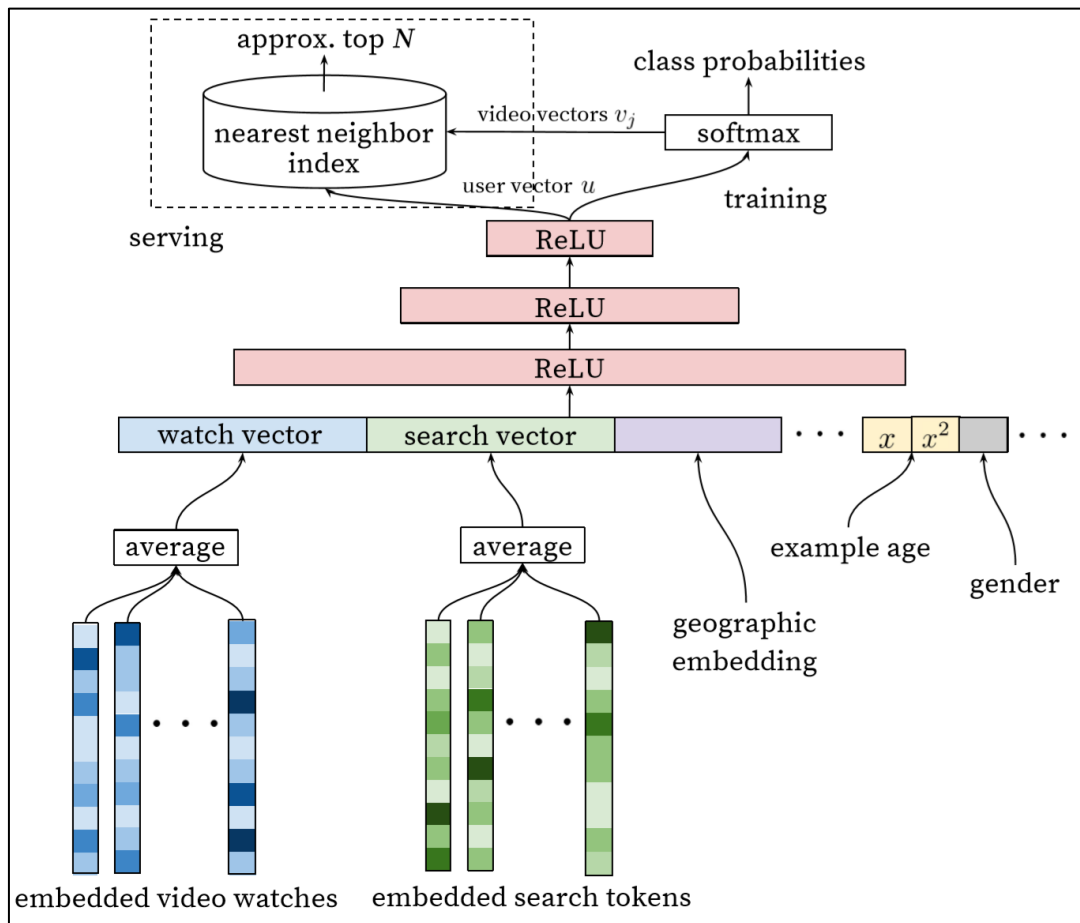 approx. top N
class probabilities
nearest neighbor
index
video vectors v_j
softmax
user vector u
training
serving
ReLU
ReLU
ReLU
watch vector
search vector
x
x²
average
average
example age
gender
geographic
embedding
embedded video watches
embedded search tokens